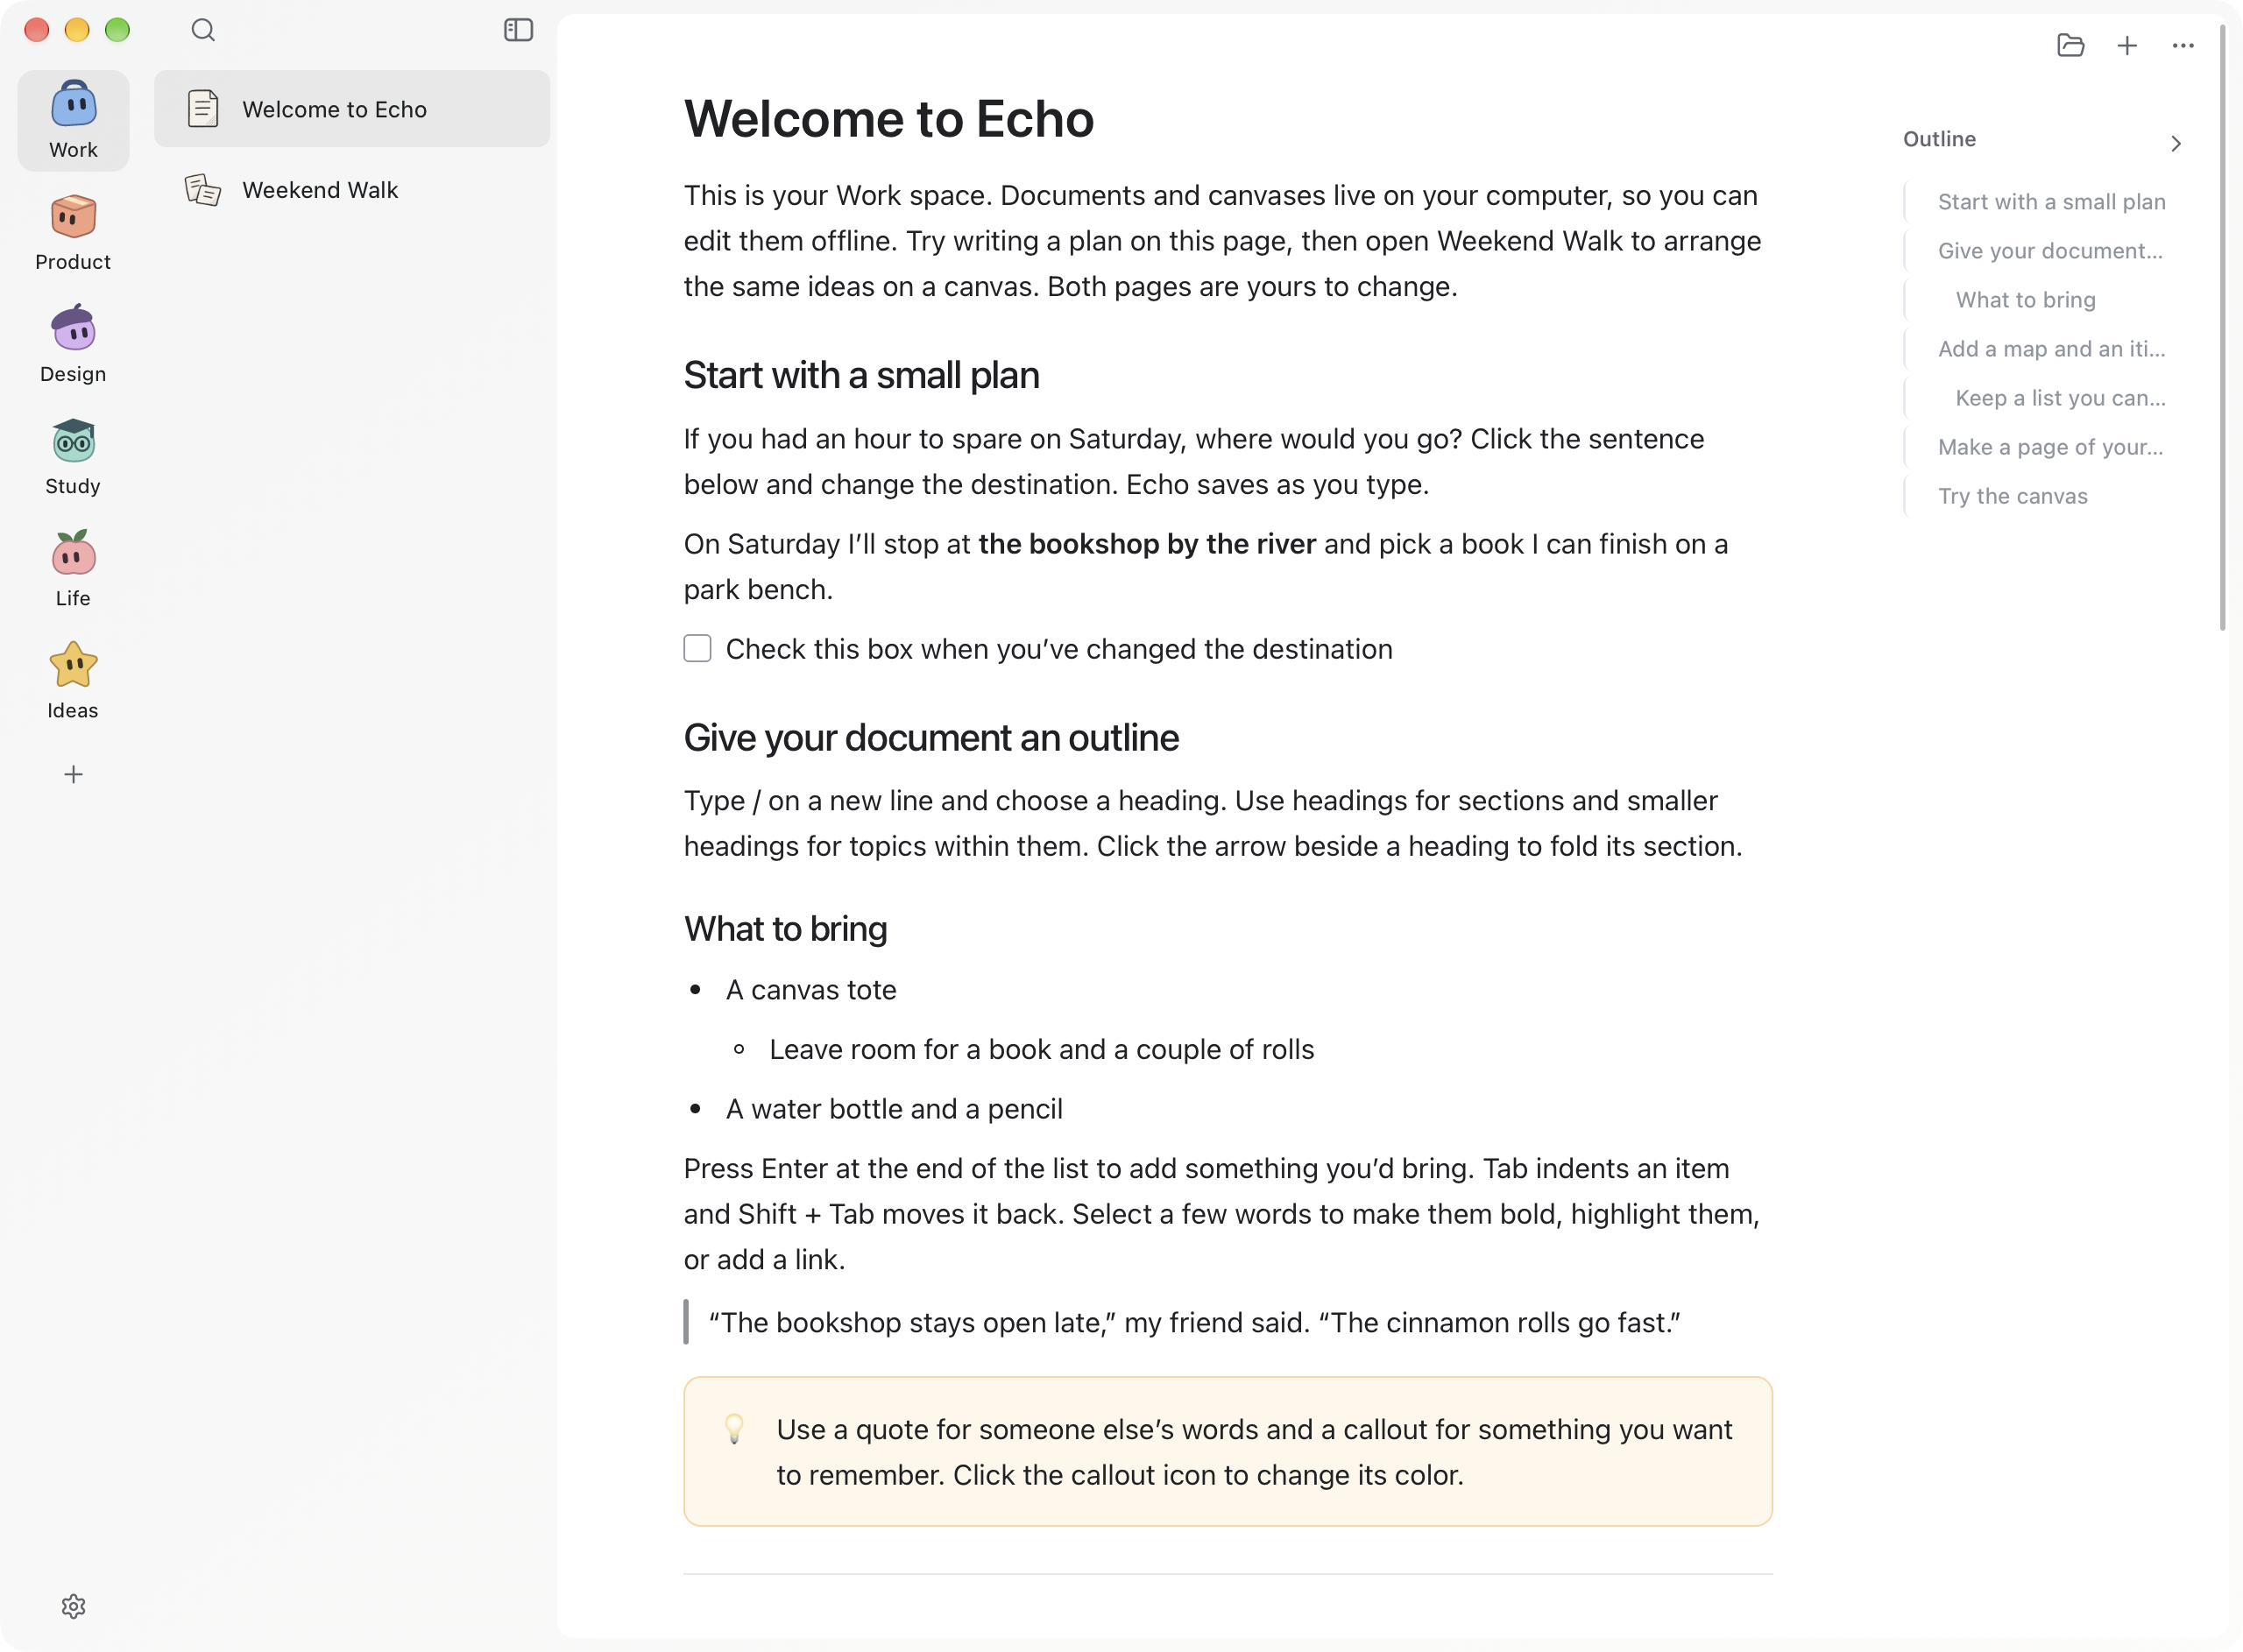 Work
Product
Design
Study
Life
Ideas
Welcome to Echo
Weekend Walk
Welcome to Echo
This is your Work space. Documents and canvases live on your computer, so you can
edit them offline. Try writing a plan on this page, then open Weekend Walk to arrange
the same ideas on a canvas. Both pages are yours to change.
Start with a small plan
If you had an hour to spare on Saturday, where would you go? Click the sentence
below and change the destination. Echo saves as you type.
On Saturday I’ll stop at the bookshop by the river and pick a book I can finish on a
park bench.
Check this box when you’ve changed the destination
Give your document an outline
Type / on a new line and choose a heading. Use headings for sections and smaller
headings for topics within them. Click the arrow beside a heading to fold its section.
What to bring
A canvas tote
Leave room for a book and a couple of rolls
A water bottle and a pencil
Press Enter at the end of the list to add something you’d bring. Tab indents an item
and Shift + Tab moves it back. Select a few words to make them bold, highlight them,
or add a link.
“The bookshop stays open late,” my friend said. “The cinnamon rolls go fast.”
Use a quote for someone else’s words and a callout for something you want
to remember. Click the callout icon to change its color.
Outline
Start with a small plan
Give your document...
What to bring
Add a map and an iti...
Keep a list you can...
Make a page of your...
Try the canvas